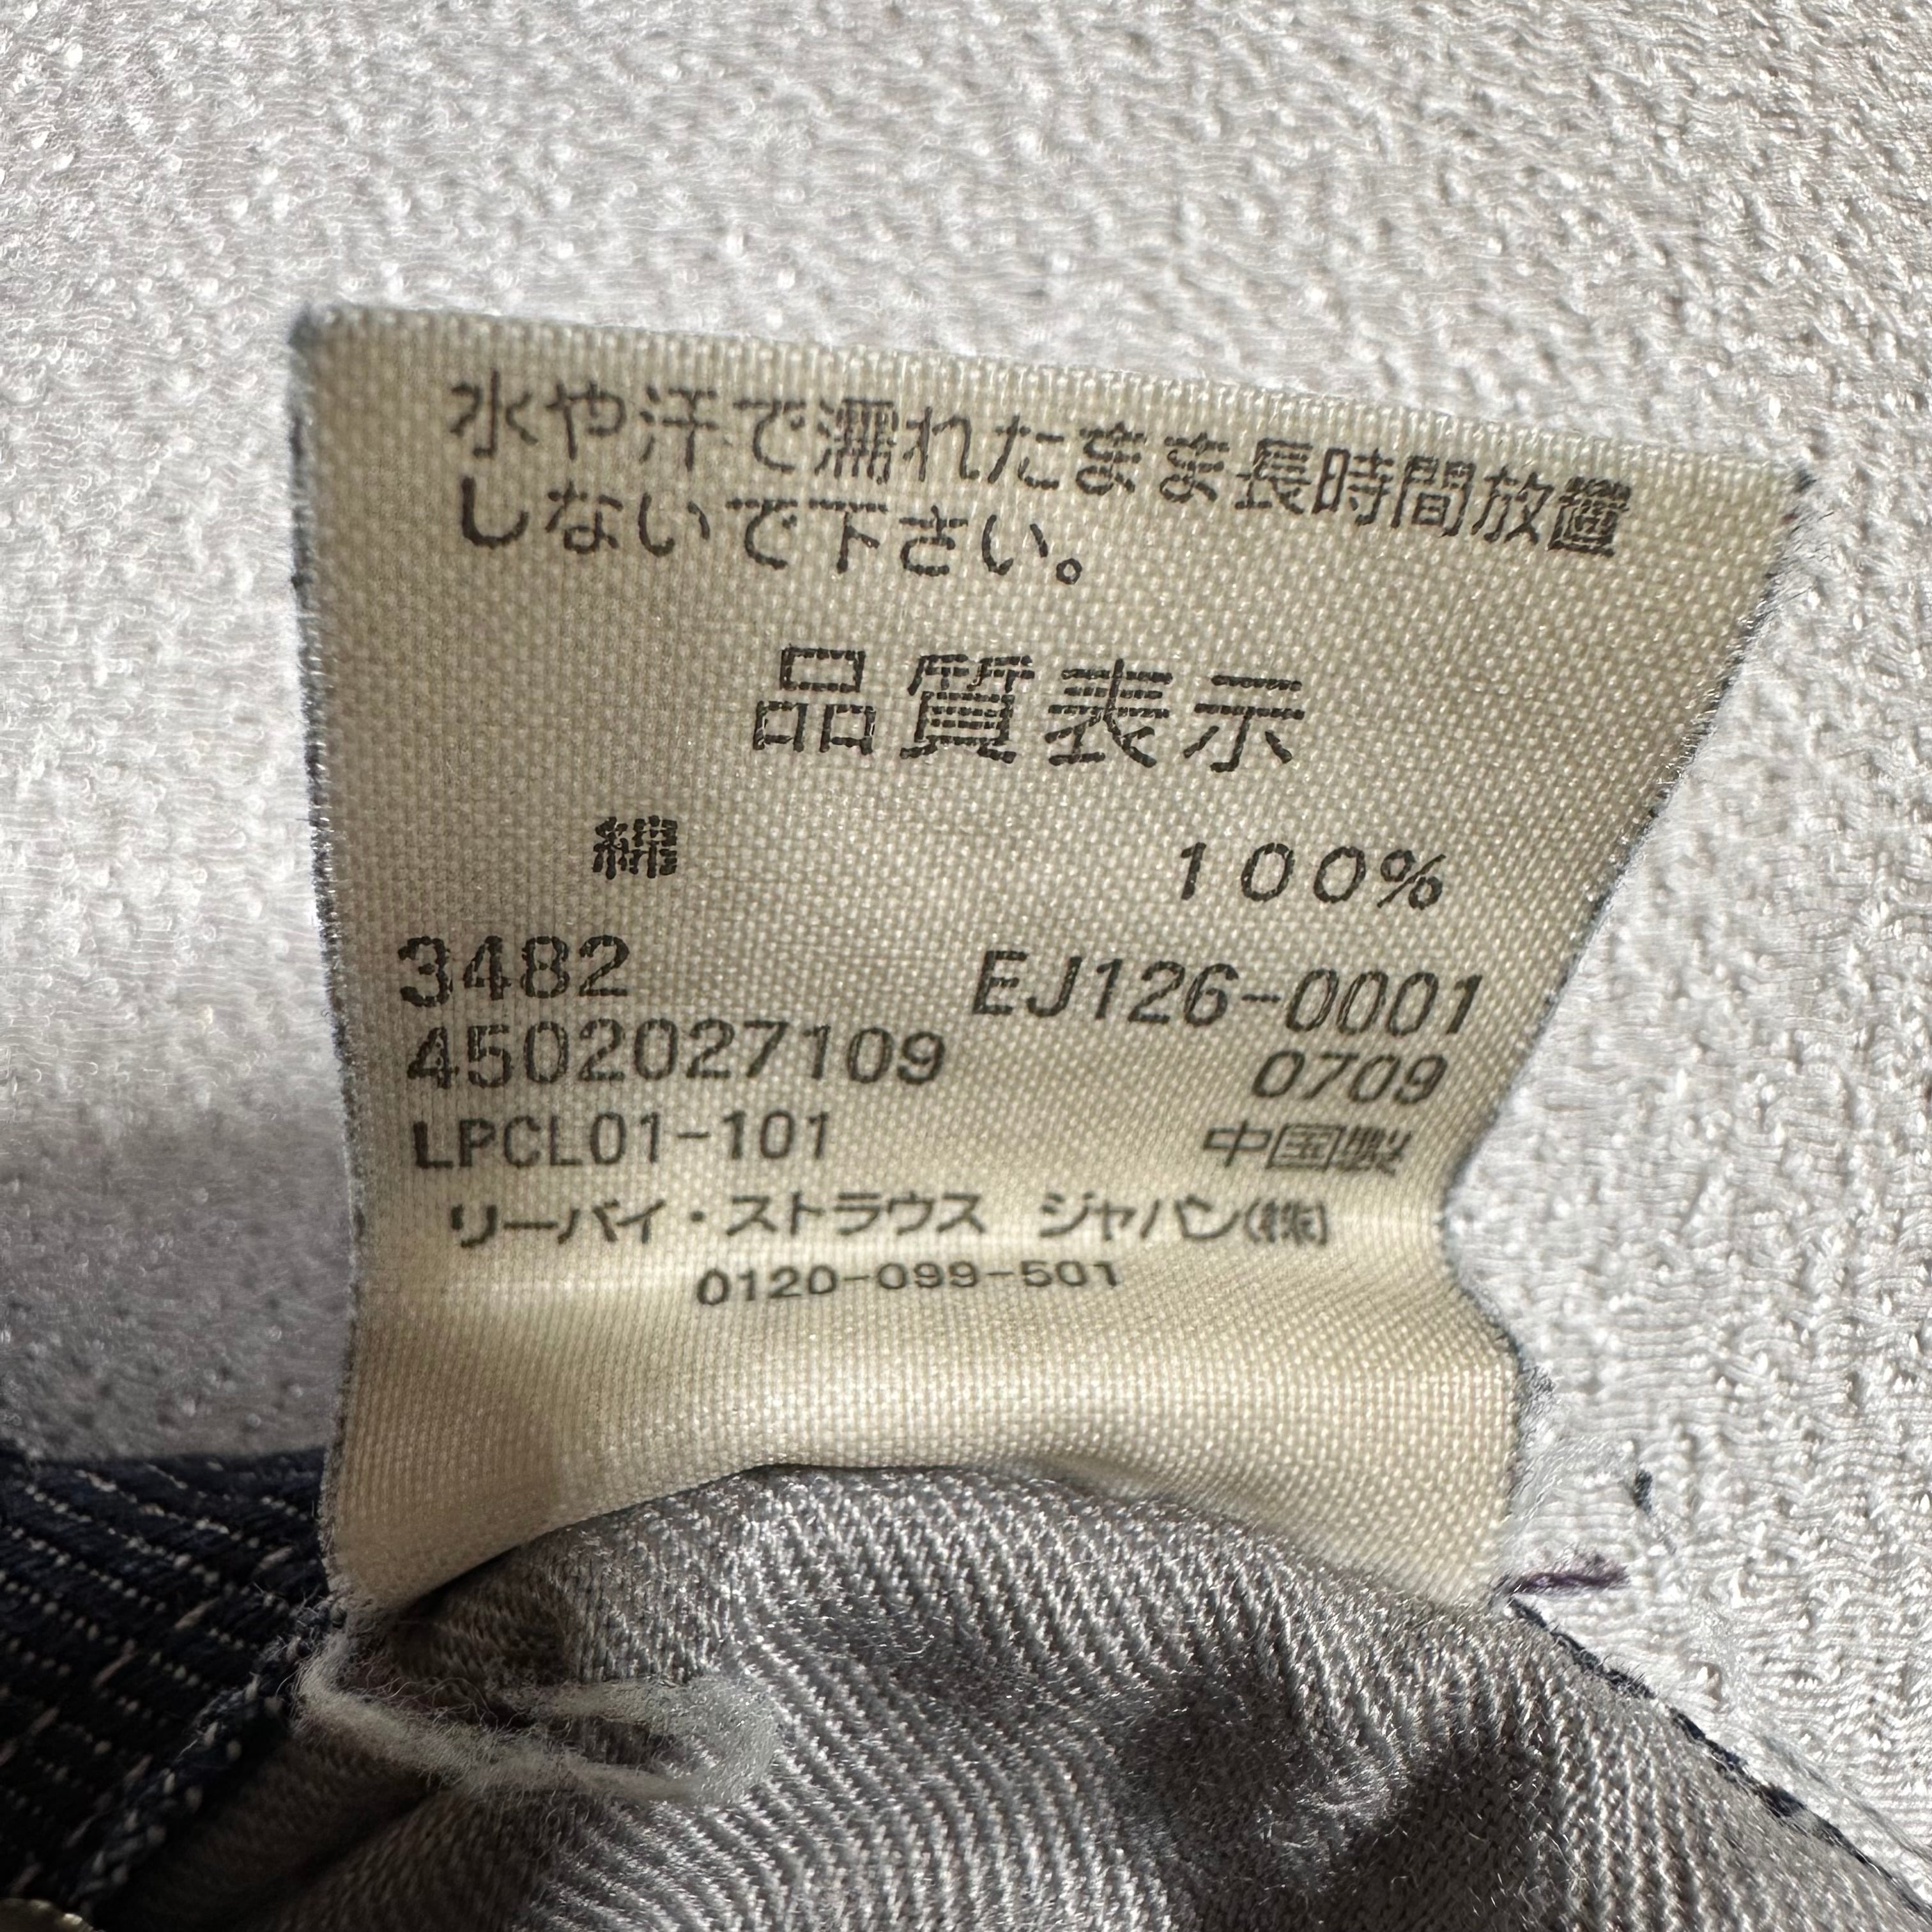 水や汗で濡れたまま長時間放置
しないで下さい。
品質表示
綿 100%
3482 EJ126-0001
4502027109 0709
LPCL01-101 中国製
リーバイ・ストラウス ジャパン(株)
0120-099-501